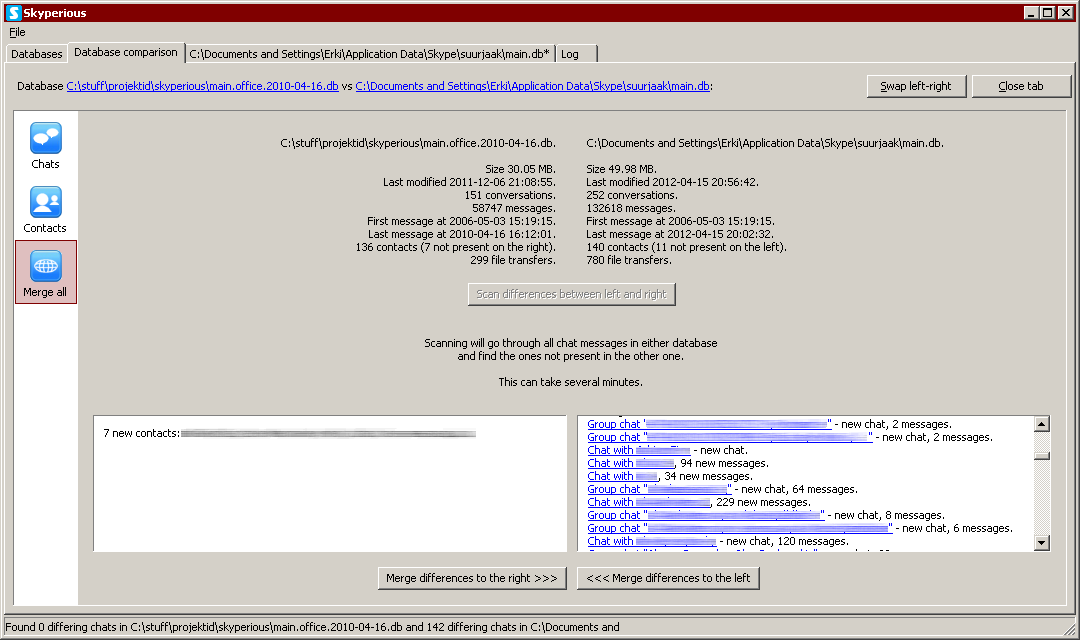 Skyperious
File
Databases
Database comparison
C:\Documents and Settings\Erki\Application Data\Skype\suurjaak\main.db*
Log
Database C:\stuff\projektid\skyperious\main.office.2010-04-16.db vs C:\Documents and Settings\Erki\Application Data\Skype\suurjaak\main.db:
Swap left-right
Close tab
Chats
Contacts
Merge all
C:\stuff\projektid\skyperious\main.office.2010-04-16.db.
Size 30.05 MB.
Last modified 2011-12-06 21:08:55.
151 conversations.
58747 messages.
First message at 2006-05-03 15:19:15.
Last message at 2010-04-16 16:12:01.
136 contacts (7 not present on the right).
299 file transfers.
C:\Documents and Settings\Erki\Application Data\Skype\suurjaak\main.db.
Size 49.98 MB.
Last modified 2012-04-15 20:56:42.
252 conversations.
132618 messages.
First message at 2006-05-03 15:19:15.
Last message at 2012-04-15 20:02:32.
140 contacts (11 not present on the left).
780 file transfers.
Scan differences between left and right
Scanning will go through all chat messages in either database
and find the ones not present in the other one.
This can take several minutes.
7 new contacts:
Group chat "" - new chat, 2 messages.
Group chat "" - new chat, 2 messages.
Chat with - new chat.
Chat with , 94 new messages.
Chat with , 34 new messages.
Group chat "" - new chat, 64 messages.
Chat with , 229 new messages.
Group chat "" - new chat, 8 messages.
Group chat "" - new chat, 6 messages.
Chat with - new chat, 120 messages.
Merge differences to the right >>>
<<< Merge differences to the left
Found 0 differing chats in C:\stuff\projektid\skyperious\main.office.2010-04-16.db and 142 differing chats in C:\Documents and